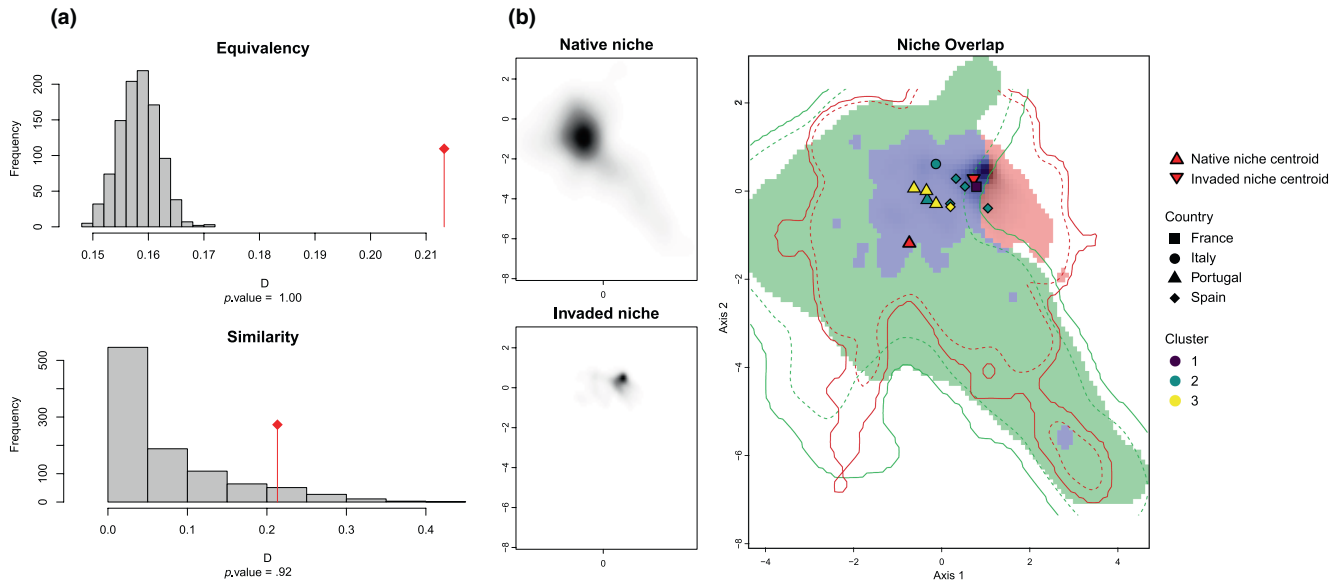 (a)
Equivalency
Frequency
0 50 100 150 200
0.15 0.16 0.17 0.18 0.19 0.20 0.21
D
p.value = 1.00
Similarity
Frequency
0 100 300 500
0.0 0.1 0.2 0.3 0.4
D
p.value = .92
(b)
Native niche
2 0 −2 −4 −6 −8
0
Invaded niche
2 0 −2 −4 −6 −8
0
Niche Overlap
Axis 2
2 0 −2 −4 −6 −8
−4 −2 0 2 4
Axis 1
Native niche centroid
Invaded niche centroid
Country
France
Italy
Portugal
Spain
Cluster
1
2
3